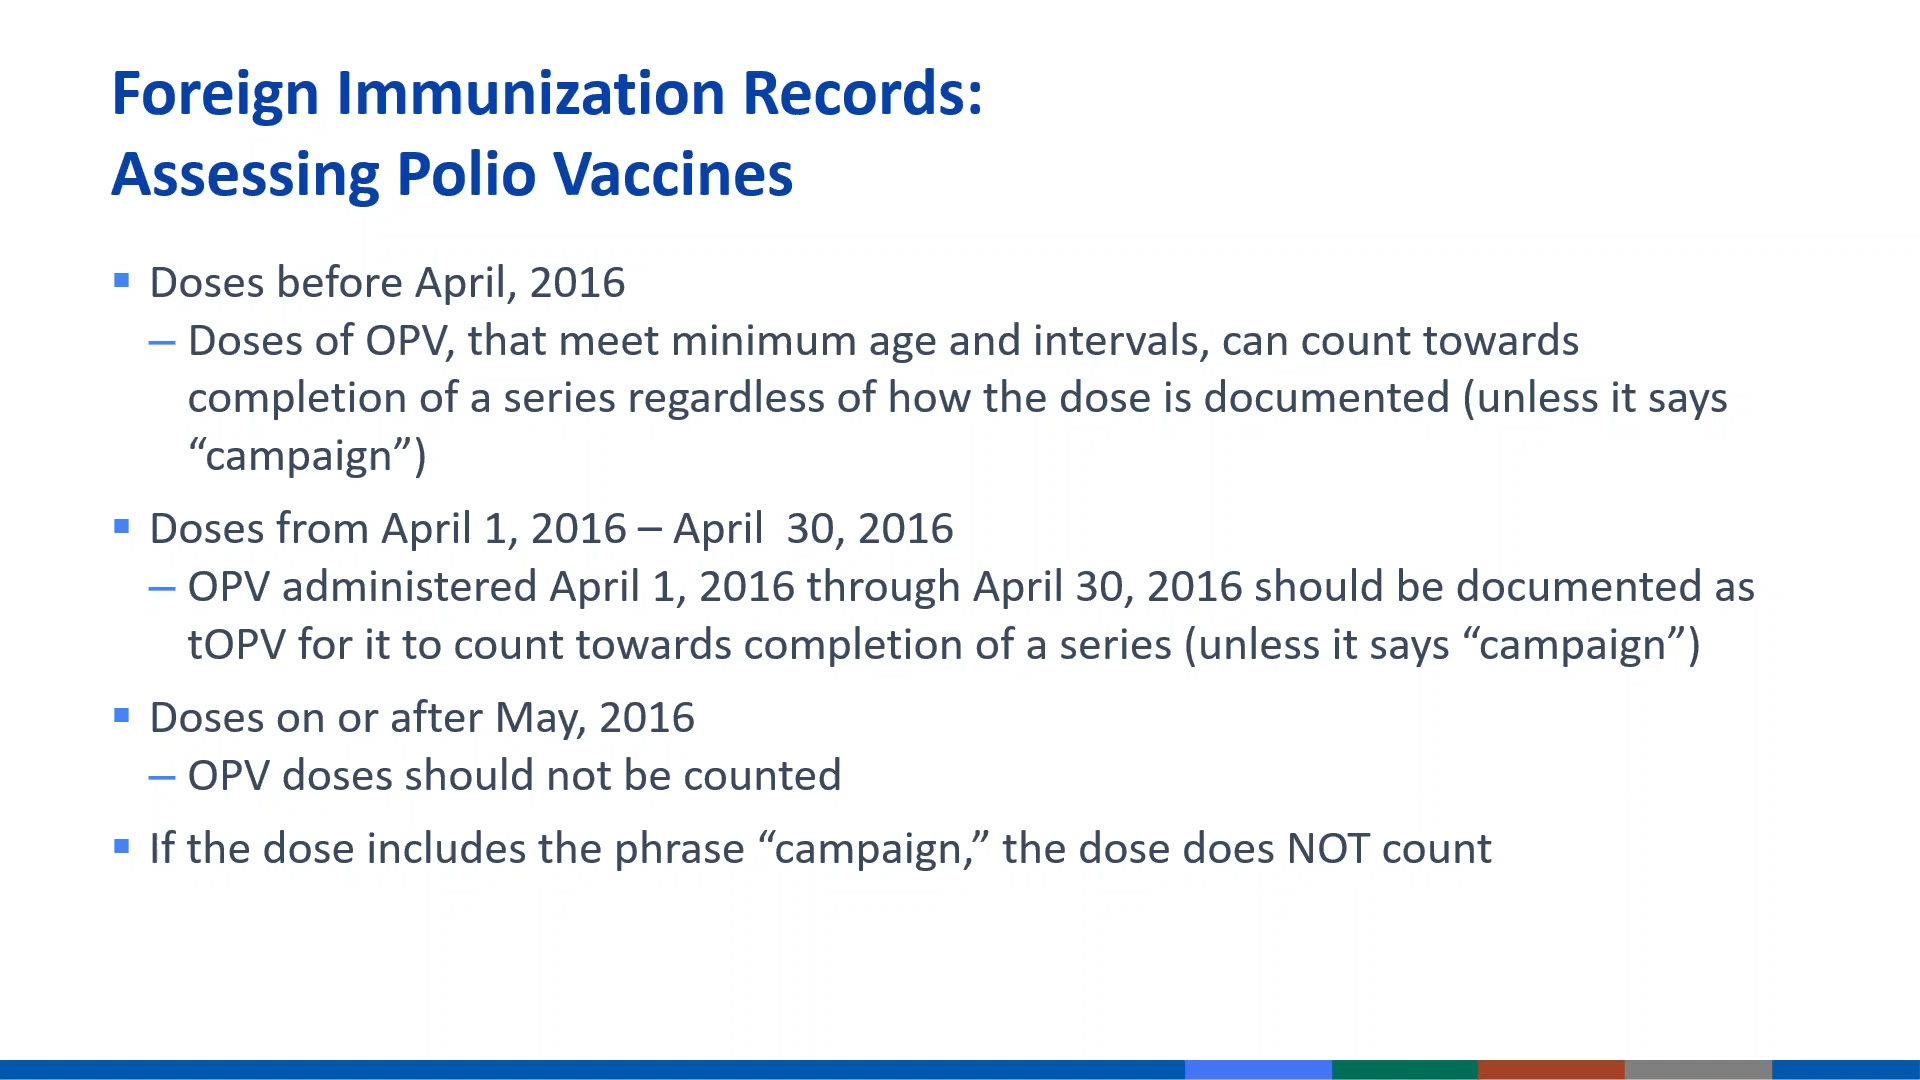 Foreign Immunization Records:
Assessing Polio Vaccines
▪ Doses before April, 2016
– Doses of OPV, that meet minimum age and intervals, can count towards
completion of a series regardless of how the dose is documented (unless it says
“campaign”)
▪ Doses from April 1, 2016 – April  30, 2016
– OPV administered April 1, 2016 through April 30, 2016 should be documented as
tOPV for it to count towards completion of a series (unless it says “campaign”)
▪ Doses on or after May, 2016
– OPV doses should not be counted
▪ If the dose includes the phrase “campaign,” the dose does NOT count